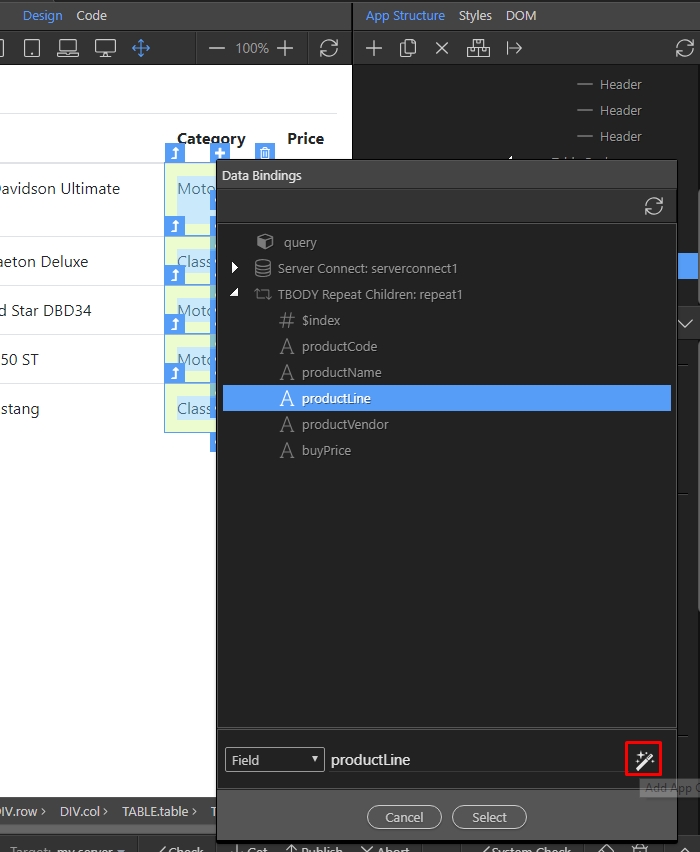 Design Code
App Structure Styles DOM
100%
Header
Header
Header
Category Price
avidson Ultimate
Moto
aeton Deluxe
Class
d Star DBD34
Moto
50 ST
Moto
stang
Class
Data Bindings
query
Server Connect: serverconnect1
TBODY Repeat Children: repeat1
$index
productCode
productName
productLine
productVendor
buyPrice
Field productLine
Add App C
Cancel Select
IV.row > DIV.col > TABLE.table > T
Target: my server Check Get Publish Abort System Check